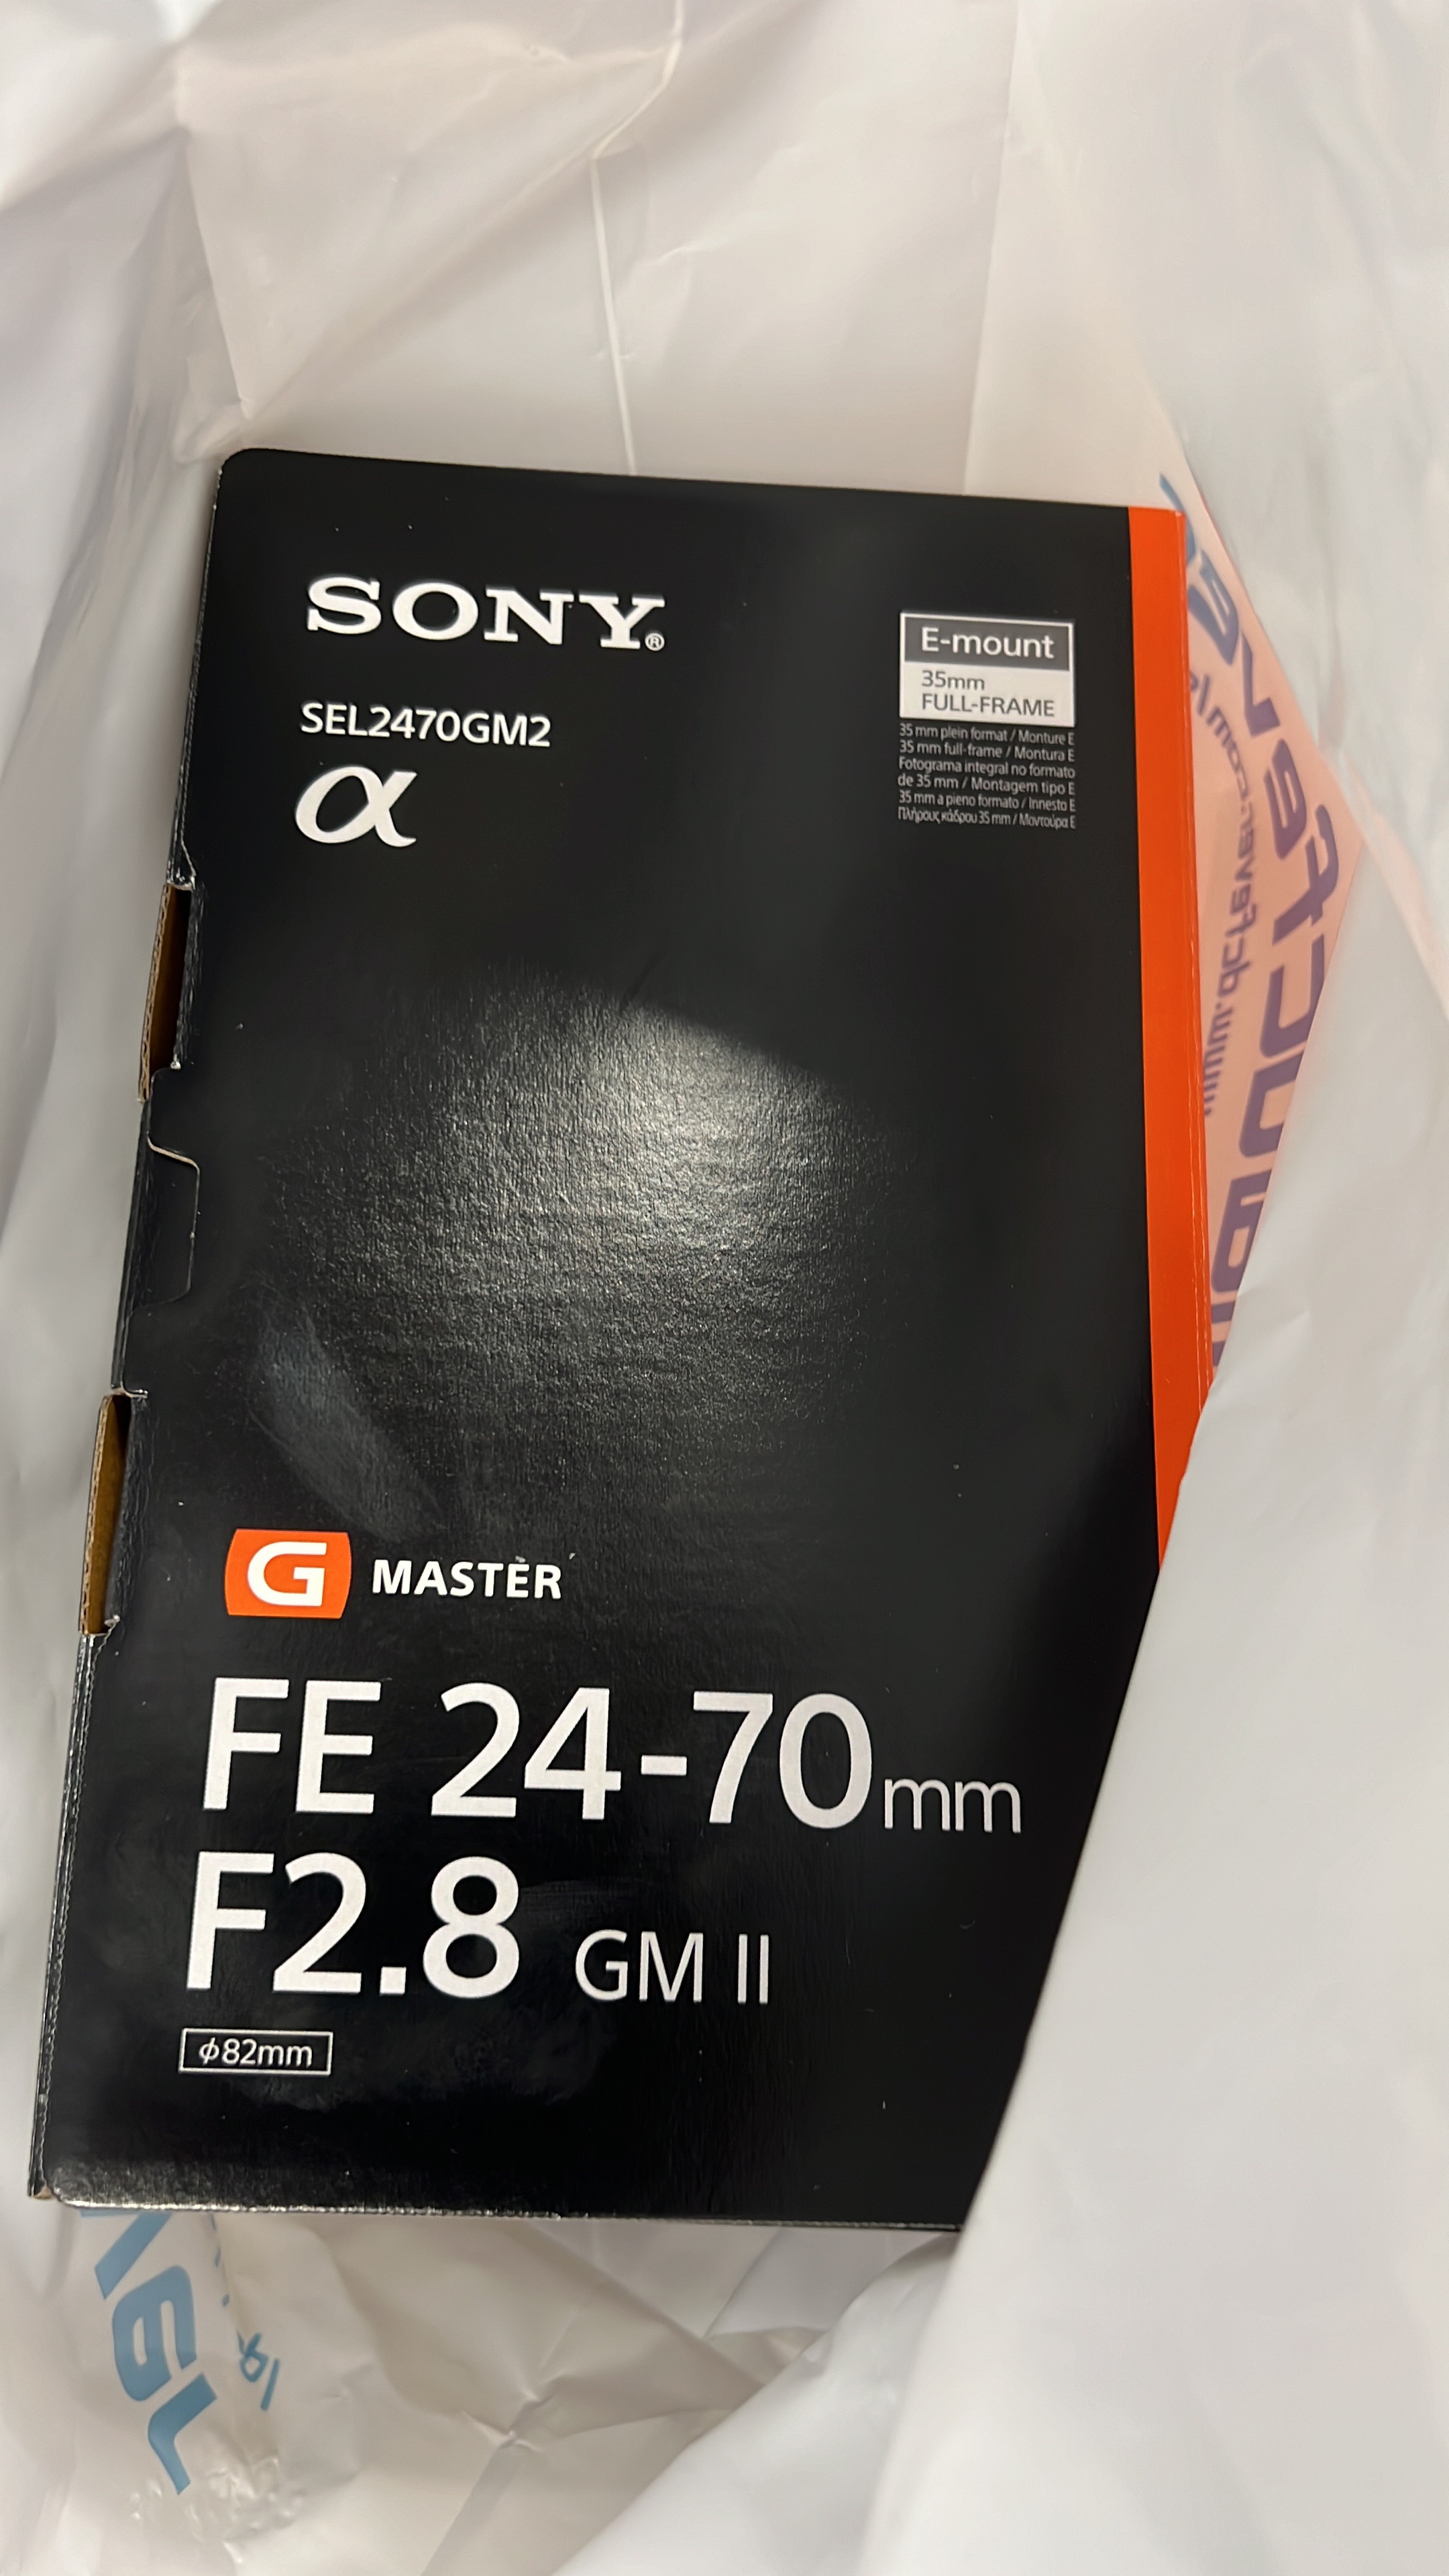 SONY®
SEL2470GM2
α
E-mount
35mm
FULL-FRAME
35 mm plein format / Monture E
35 mm full-frame / Montura E
Fotograma integral no formato
de 35 mm / Montagem tipo E
35 mm a pieno formato / Innesto E
Πλήρους κάδρου 35 mm / Μοντούρα E
G MASTER
FE 24-70mm
F2.8 GM II
ϕ82mm